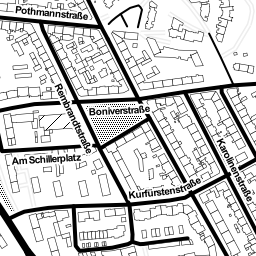 Pothmannstraße
Boniverstraße
Rembrandtstraße
Am Schillerplatz
Karolinenstraße
Kurfürstenstraße